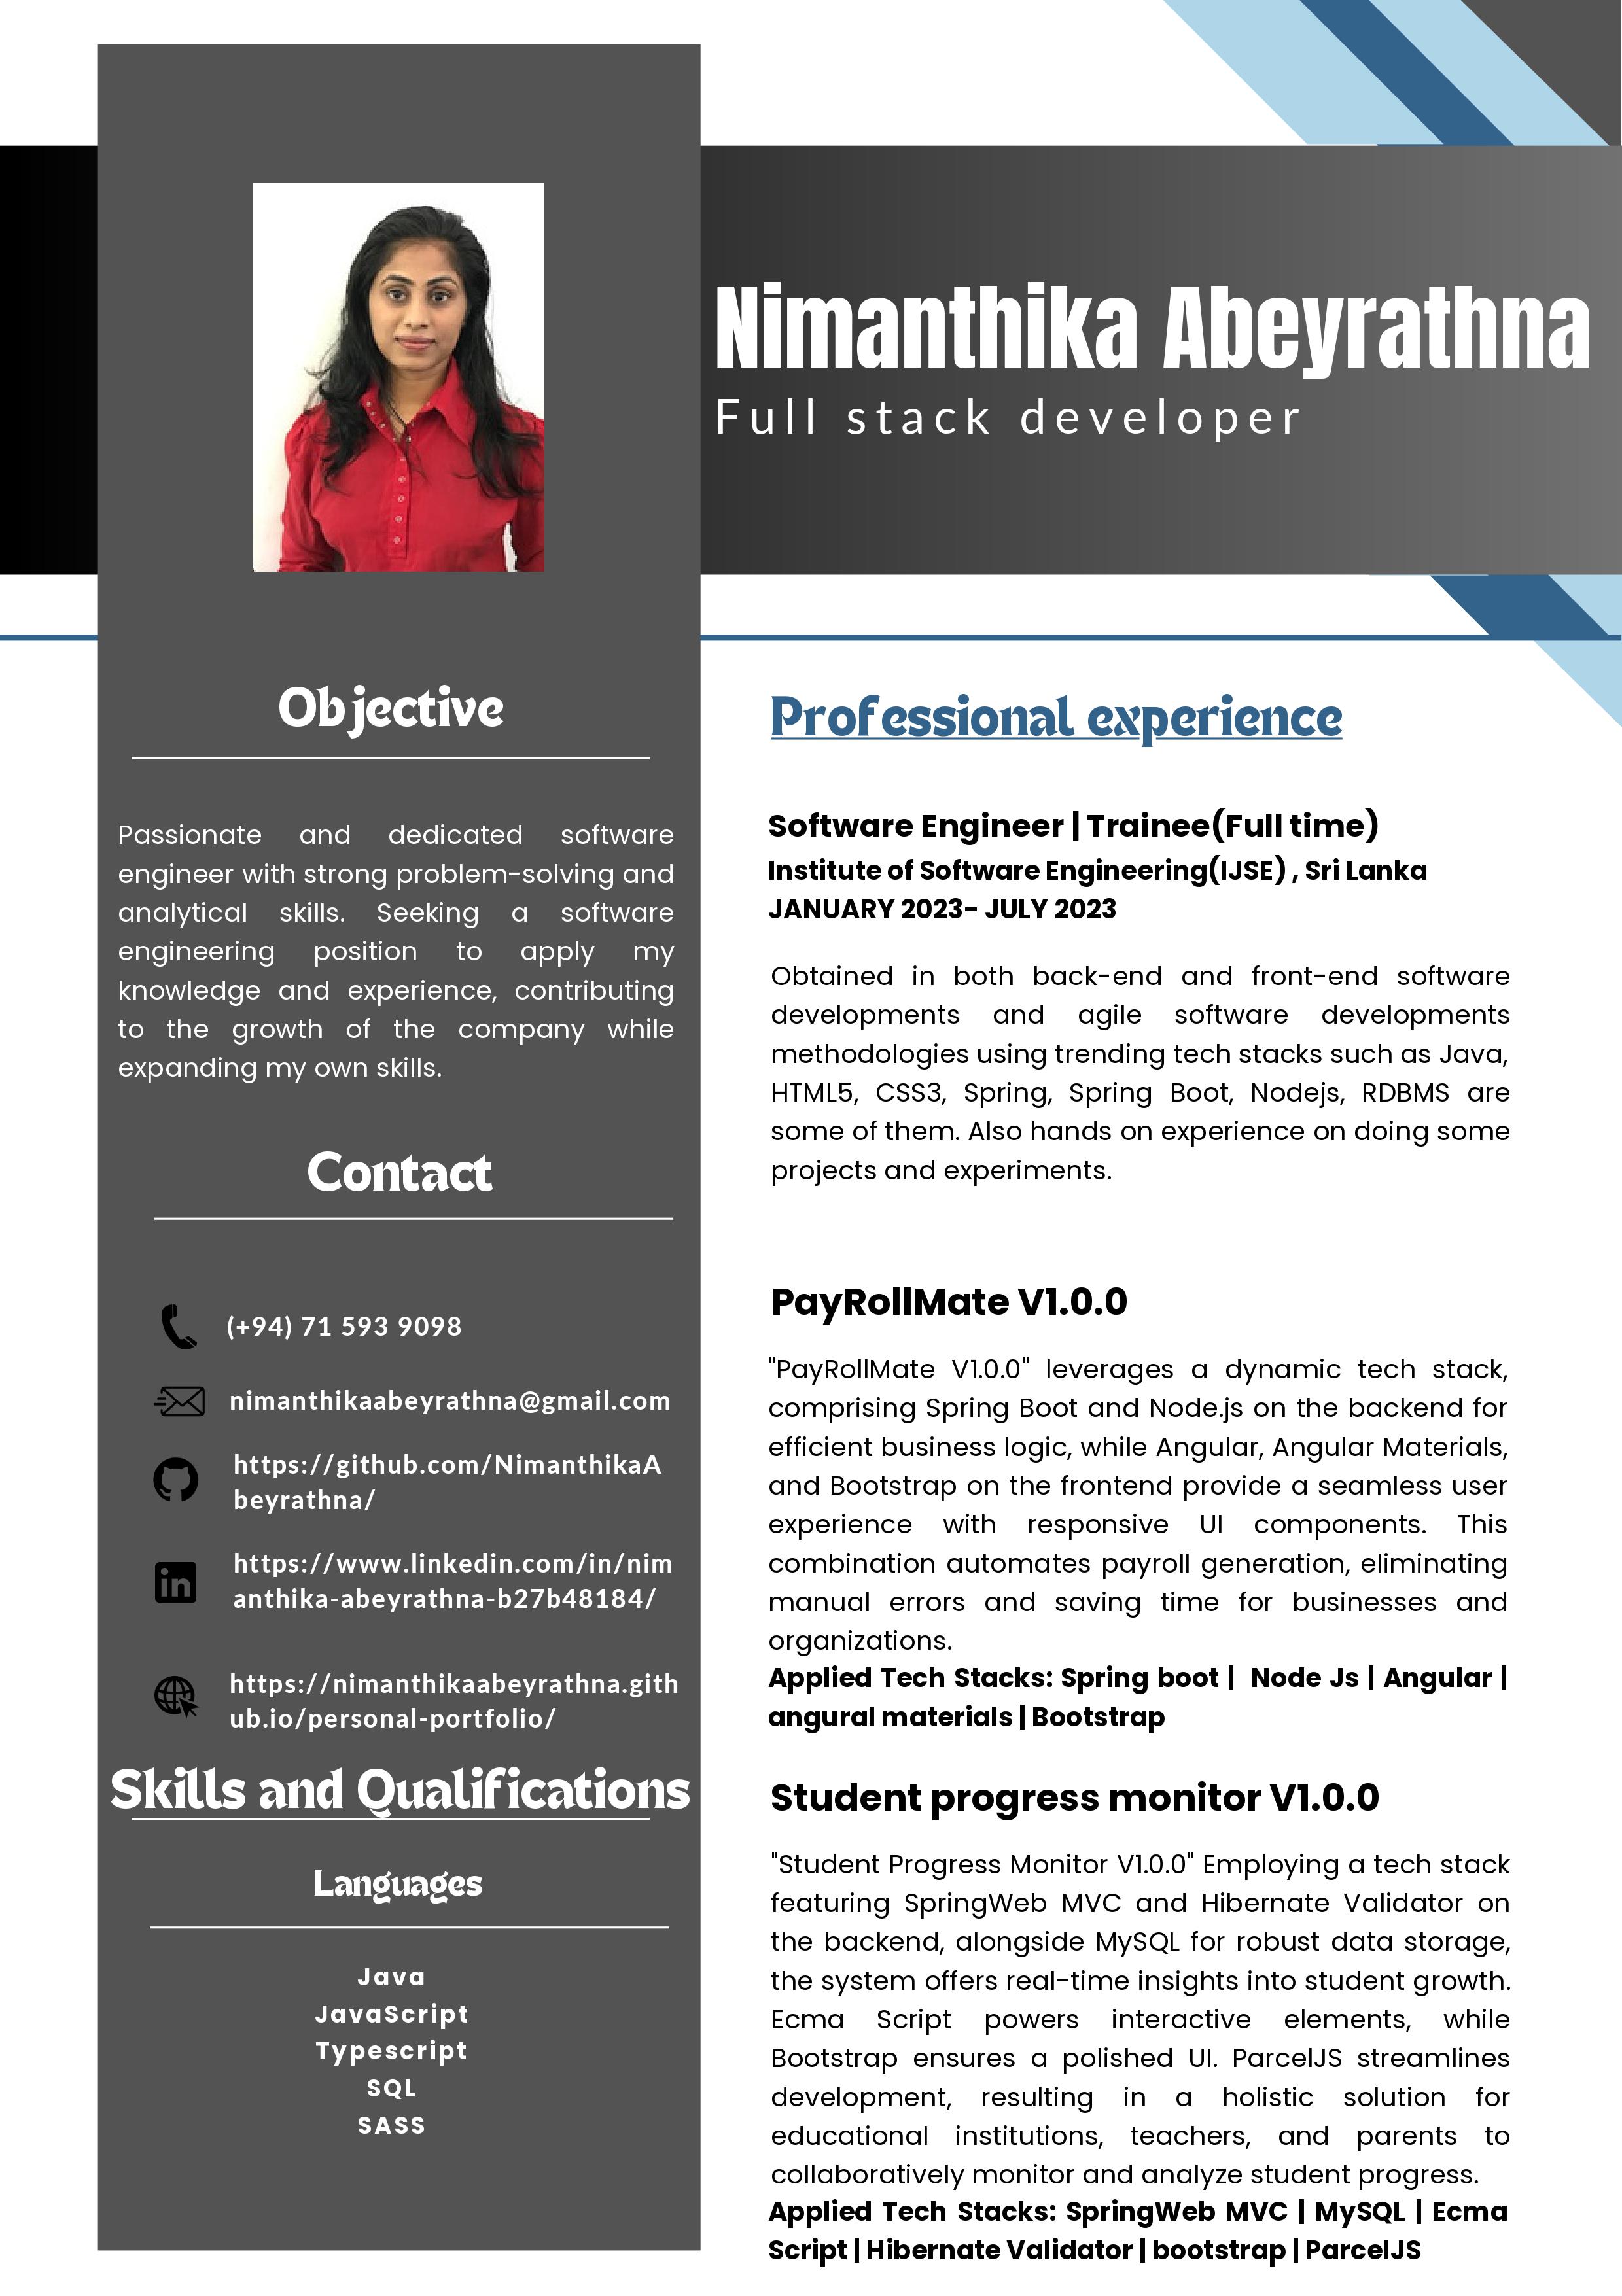 Nimanthika Abeyrathna
Full stack developer
Objective
Passionate and dedicated software
engineer with strong problem-solving and
analytical skills. Seeking a software
engineering position to apply my
knowledge and experience, contributing
to the growth of the company while
expanding my own skills.
Contact
(+94) 71 593 9098
nimanthikaabeyrathna@gmail.com
https://github.com/NimanthikaA
beyrathna/
https://www.linkedin.com/in/nim
anthika-abeyrathna-b27b48184/
https://nimanthikaabeyrathna.gith
ub.io/personal-portfolio/
Skills and Qualifications
Languages
Java
JavaScript
Typescript
SQL
SASS
Professional experience
Software Engineer | Trainee(Full time)
Institute of Software Engineering(IJSE) , Sri Lanka
JANUARY 2023- JULY 2023
Obtained in both back-end and front-end software
developments and agile software developments
methodologies using trending tech stacks such as Java,
HTML5, CSS3, Spring, Spring Boot, Nodejs, RDBMS are
some of them. Also hands on experience on doing some
projects and experiments.
PayRollMate V1.0.0
"PayRollMate V1.0.0" leverages a dynamic tech stack,
comprising Spring Boot and Node.js on the backend for
efficient business logic, while Angular, Angular Materials,
and Bootstrap on the frontend provide a seamless user
experience with responsive UI components. This
combination automates payroll generation, eliminating
manual errors and saving time for businesses and
organizations.
Applied Tech Stacks: Spring boot | Node Js | Angular |
angural materials | Bootstrap
Student progress monitor V1.0.0
"Student Progress Monitor V1.0.0" Employing a tech stack
featuring SpringWeb MVC and Hibernate Validator on
the backend, alongside MySQL for robust data storage,
the system offers real-time insights into student growth.
Ecma Script powers interactive elements, while
Bootstrap ensures a polished UI. ParcelJS streamlines
development, resulting in a holistic solution for
educational institutions, teachers, and parents to
collaboratively monitor and analyze student progress.
Applied Tech Stacks: SpringWeb MVC | MySQL | Ecma
Script | Hibernate Validator | bootstrap | ParcelJS